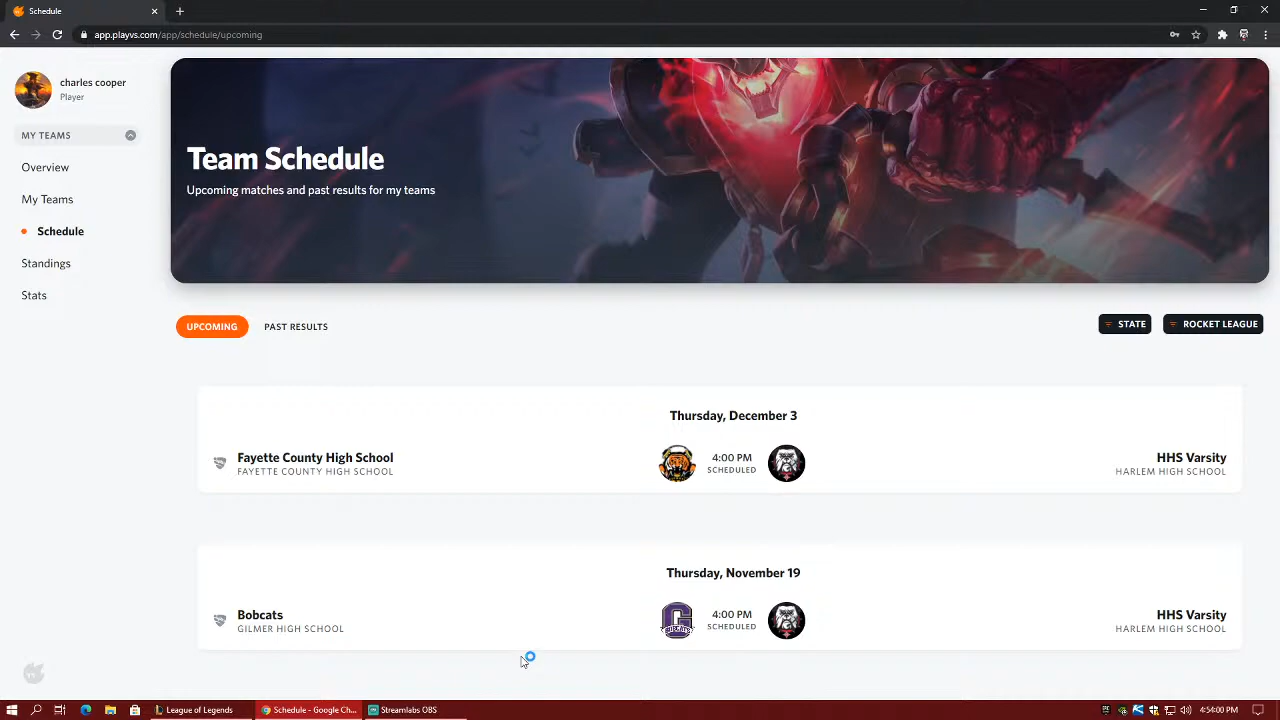 Schedule
app.playvs.com/app/schedule/upcoming
charles cooper
Player
MY TEAMS
Overview
My Teams
Schedule
Standings
Stats
Team Schedule
Upcoming matches and past results for my teams
UPCOMING
PAST RESULTS
STATE
ROCKET LEAGUE
Thursday, December 3
Fayette County High School
FAYETTE COUNTY HIGH SCHOOL
4:00 PM
SCHEDULED
HHS Varsity
HARLEM HIGH SCHOOL
Thursday, November 19
Bobcats
GILMER HIGH SCHOOL
4:00 PM
SCHEDULED
HHS Varsity
HARLEM HIGH SCHOOL
League of Legends
Schedule - Google Ch...
Streamlabs OBS
4:54:00 PM